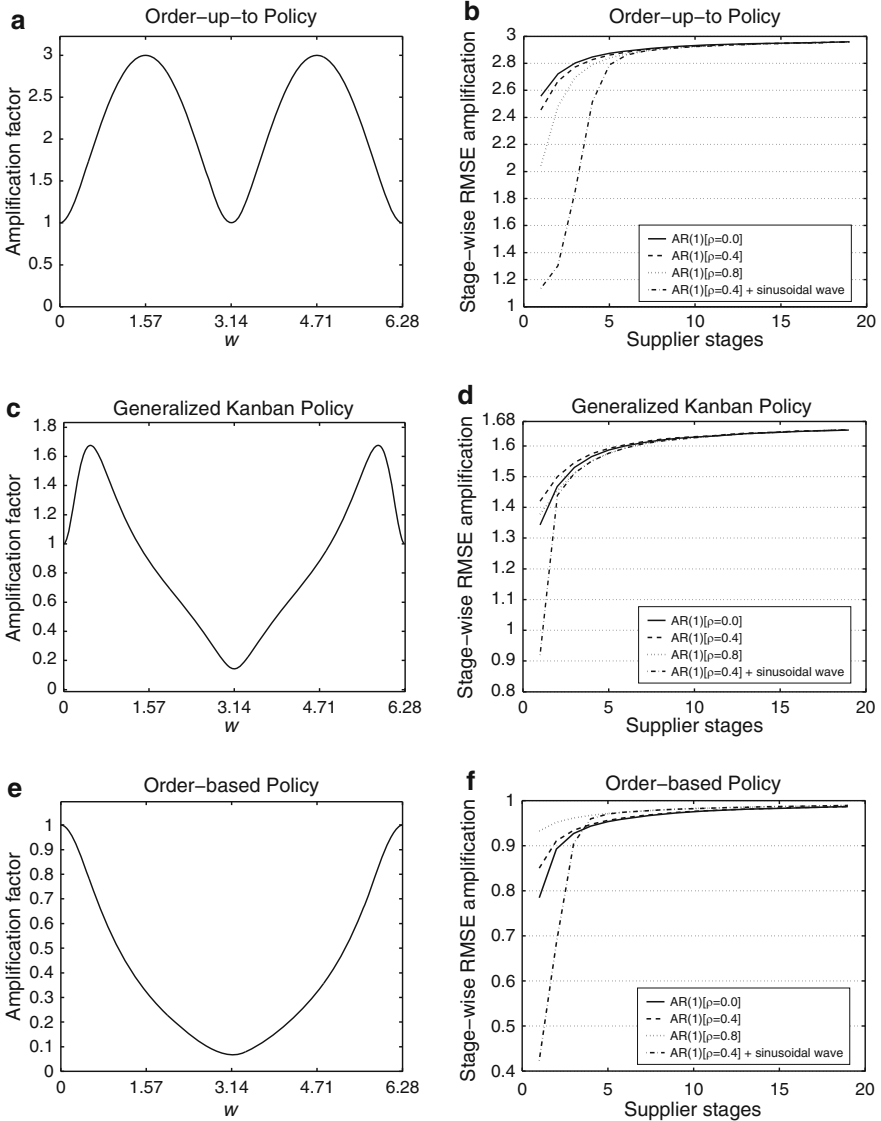 a
Order-up-to Policy
Amplification factor
3
2
1
0
0
1.57
3.14
4.71
6.28
w
b
Order-up-to Policy
Stage-wise RMSE amplification
3
2.8
2.6
2.4
2.2
2
1.8
1.6
1.4
1.2
1
AR(1)[ρ=0.0]
AR(1)[ρ=0.4]
AR(1)[ρ=0.8]
AR(1)[ρ=0.4] + sinusoidal wave
0
5
10
15
20
Supplier stages
c
Generalized Kanban Policy
Amplification factor
1.8
1.6
1.4
1.2
1
0.8
0.6
0.4
0.2
0
0
1.57
3.14
4.71
6.28
w
d
Generalized Kanban Policy
Stage-wise RMSE amplification
1.68
1.6
1.5
1.4
1.3
1.2
1.1
1
0.9
0.8
AR(1)[ρ=0.0]
AR(1)[ρ=0.4]
AR(1)[ρ=0.8]
AR(1)[ρ=0.4] + sinusoidal wave
0
5
10
15
20
Supplier stages
e
Order-based Policy
Amplification factor
1
0.9
0.8
0.7
0.6
0.5
0.4
0.3
0.2
0.1
0
0
1.57
3.14
4.71
6.28
w
f
Order-based Policy
Stage-wise RMSE amplification
1
0.9
0.8
0.7
0.6
0.5
0.4
AR(1)[ρ=0.0]
AR(1)[ρ=0.4]
AR(1)[ρ=0.8]
AR(1)[ρ=0.4] + sinusoidal wave
0
5
10
15
20
Supplier stages